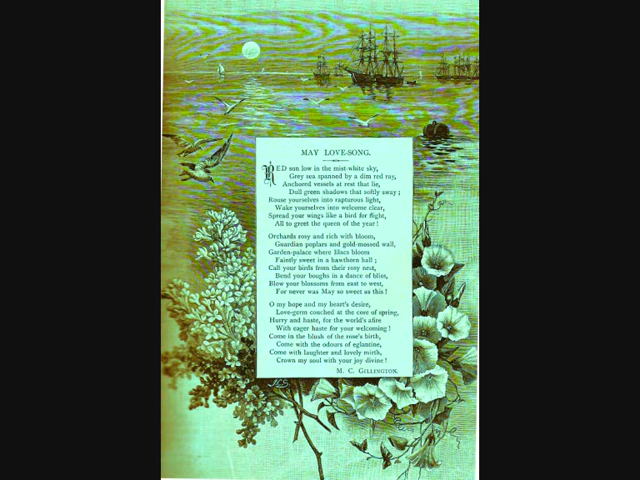 MAY LOVE-SONG.
RED sun low in the mist-white sky,
Grey sea spanned by a dim red ray,
Anchored vessels at rest that lie,
Dull green shadows that softly sway;
Rouse yourselves into rapturous light,
Wake yourselves into welcome clear,
Spread your wings like a bird for flight,
All to greet the queen of the year!
Orchards rosy and rich with bloom,
Guardian poplars and gold-mossed wall,
Garden-palace where lilacs bloom
Faintly sweet in a hawthorn hall;
Call your birds from their rosy nest,
Bend your boughs in a dance of bliss,
Blow your blossoms from east to west,
For never was May so sweet as this!
O my hope and my heart's desire,
Love-germ couched at the core of spring,
Hurry and haste, for the world's afire
With eager haste for your welcoming!
Come in the blush of the rose's birth,
Come with the odours of eglantine,
Come with laughter and lovely mirth,
Crown my soul with your joy divine!
M. C. GILLINGTON.